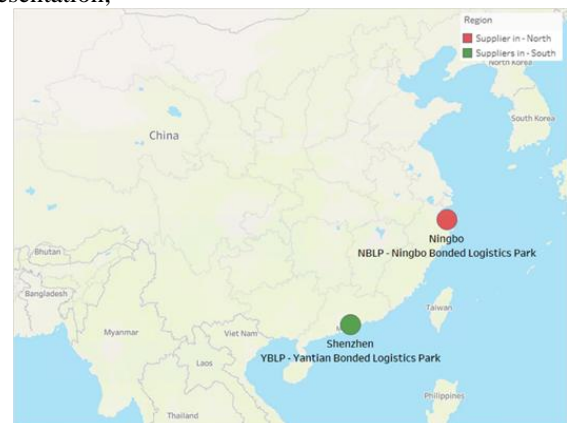 resentation,
Region
Supplier in - North
Suppliers in - South
North Korea
South Korea
China
Ningbo
NBLP - Ningbo Bonded Logistics Park
Bhutan
Bangladesh
Taiwan
Myanmar
Viet Nam
Shenzhen
YBLP - Yantian Bonded Logistics Park
Laos
Thailand
Philippines